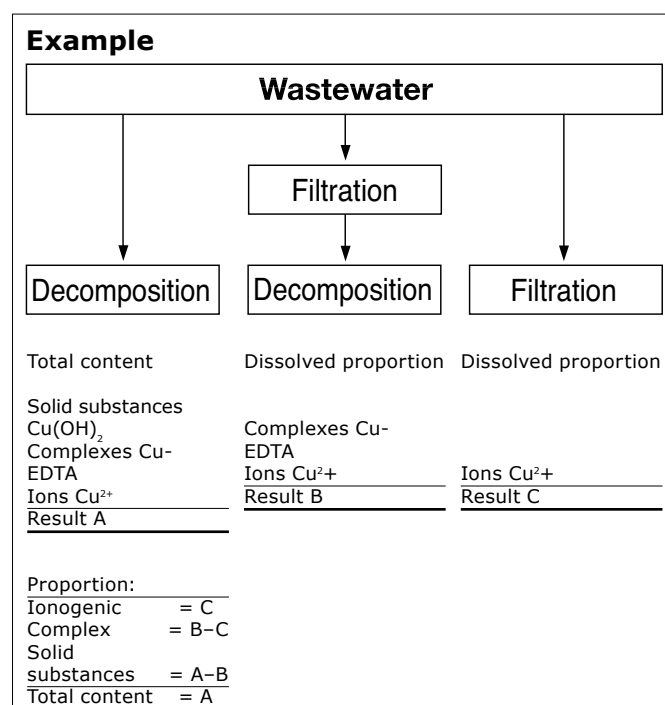 Example
Wastewater
Filtration
Decomposition
Decomposition
Filtration
Total content
Dissolved proportion
Dissolved proportion
Solid substances
Cu(OH)₂
Complexes Cu-
EDTA
Ions Cu²⁺
Result A
Complexes Cu-
EDTA
Ions Cu²+
Result B
Ions Cu²+
Result C
Proportion:
Ionogenic = C
Complex = B–C
Solid
substances = A–B
Total content = A